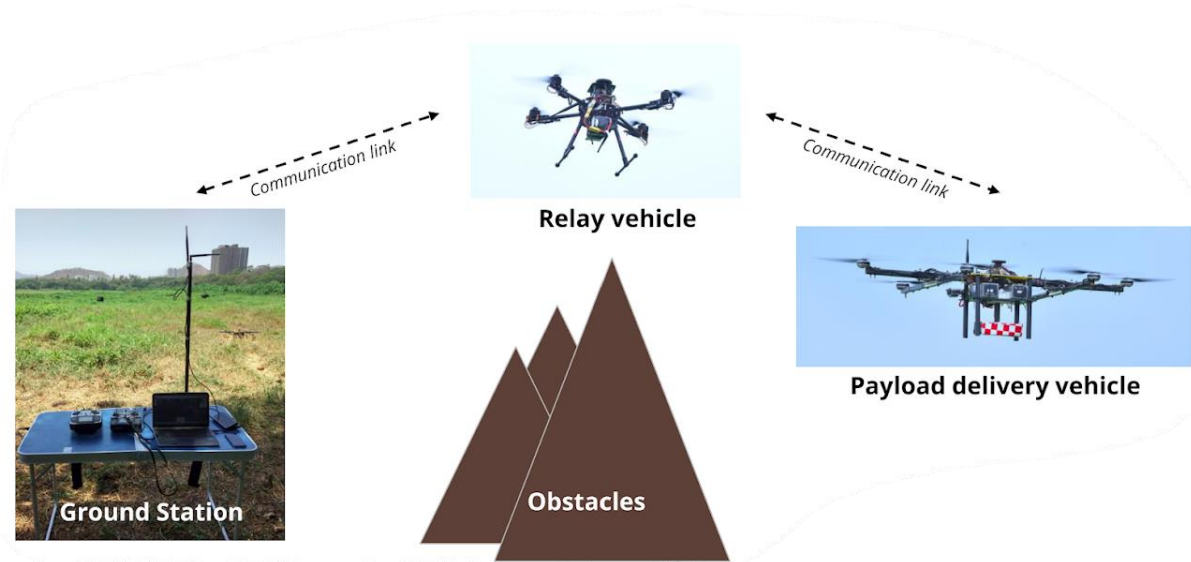 Communication link
Communication link
Relay vehicle
Payload delivery vehicle
Obstacles
Ground Station